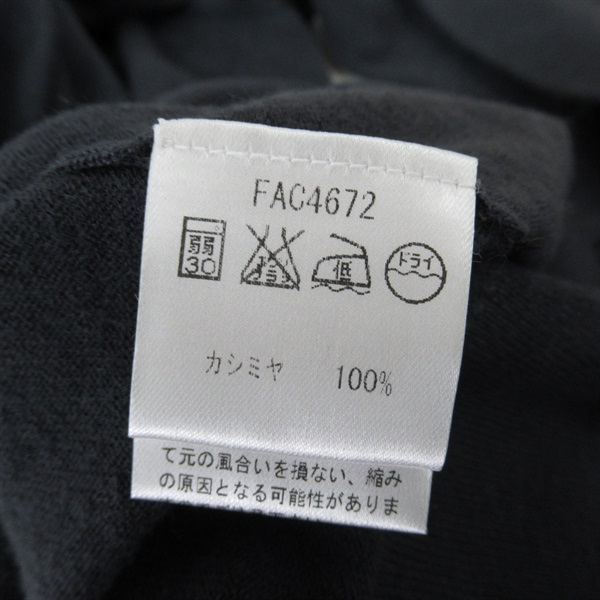 FAC4672
弱 30 低 ドライ
カシミヤ 100%
て元の風合いを損ない、縮み
の原因となる可能性がありま